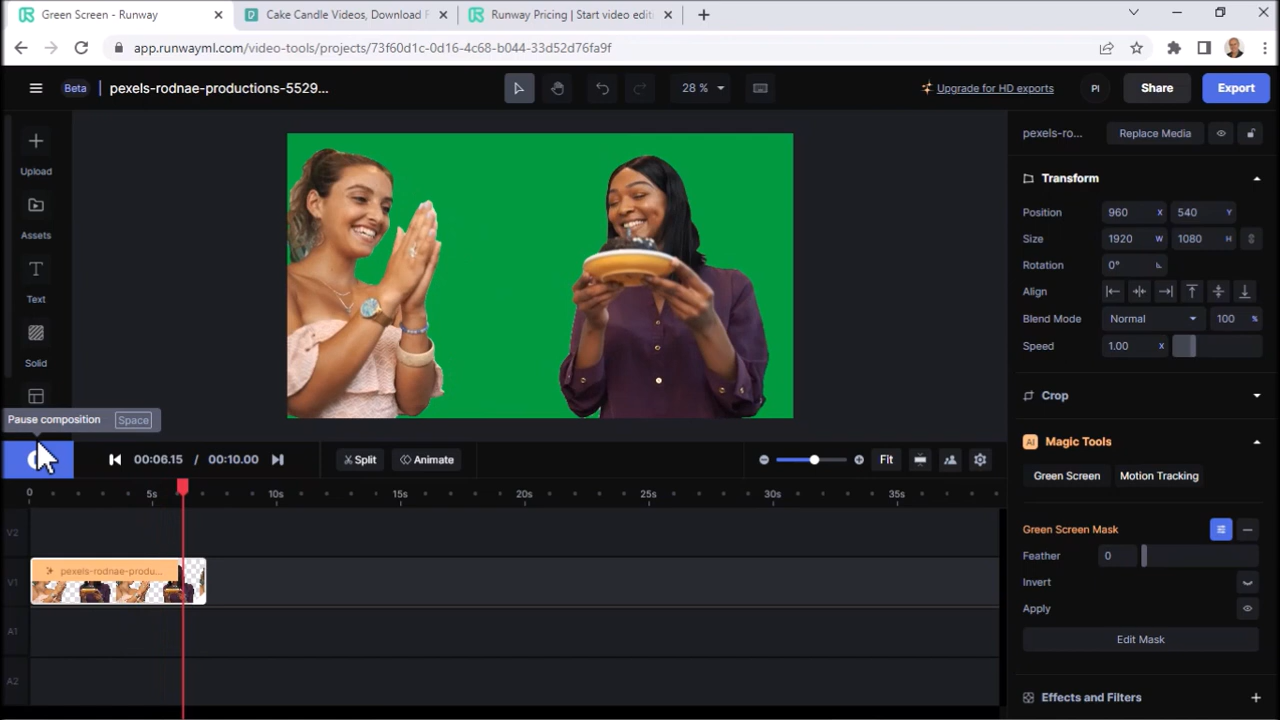 Green Screen - Runway
Cake Candle Videos, Download F
Runway Pricing | Start video editi
app.runwayml.com/video-tools/projects/73f60d1c-0d16-4c68-b044-33d52d76fa9f
Beta
pexels-rodnae-productions-5529...
28 %
Upgrade for HD exports
PI
Share
Export
Upload
Assets
Text
Solid
Pause composition
Space
pexels-ro...
Replace Media
Transform
Position
960 X
540 Y
Size
1920 W
1080 H
Rotation
0°
Align
Blend Mode
Normal
100 %
Speed
1.00 X
Crop
AI Magic Tools
Green Screen
Motion Tracking
Green Screen Mask
Feather
0
Invert
Apply
Edit Mask
Effects and Filters
00:06.15 / 00:10.00
Split
Animate
Fit
0 5s 10s 15s 20s 25s 30s 35s
V2
V1
pexels-rodnae-produ...
A1
A2